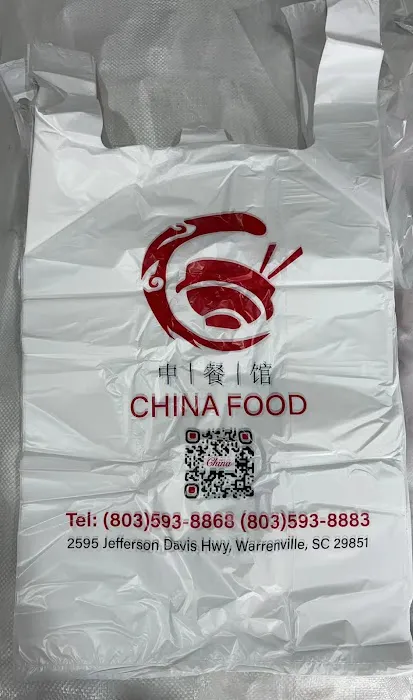 中|餐|馆
CHINA FOOD
China
Tel: (803)593-8868 (803)593-8883
2595 Jefferson Davis Hwy, Warrenville, SC 29851